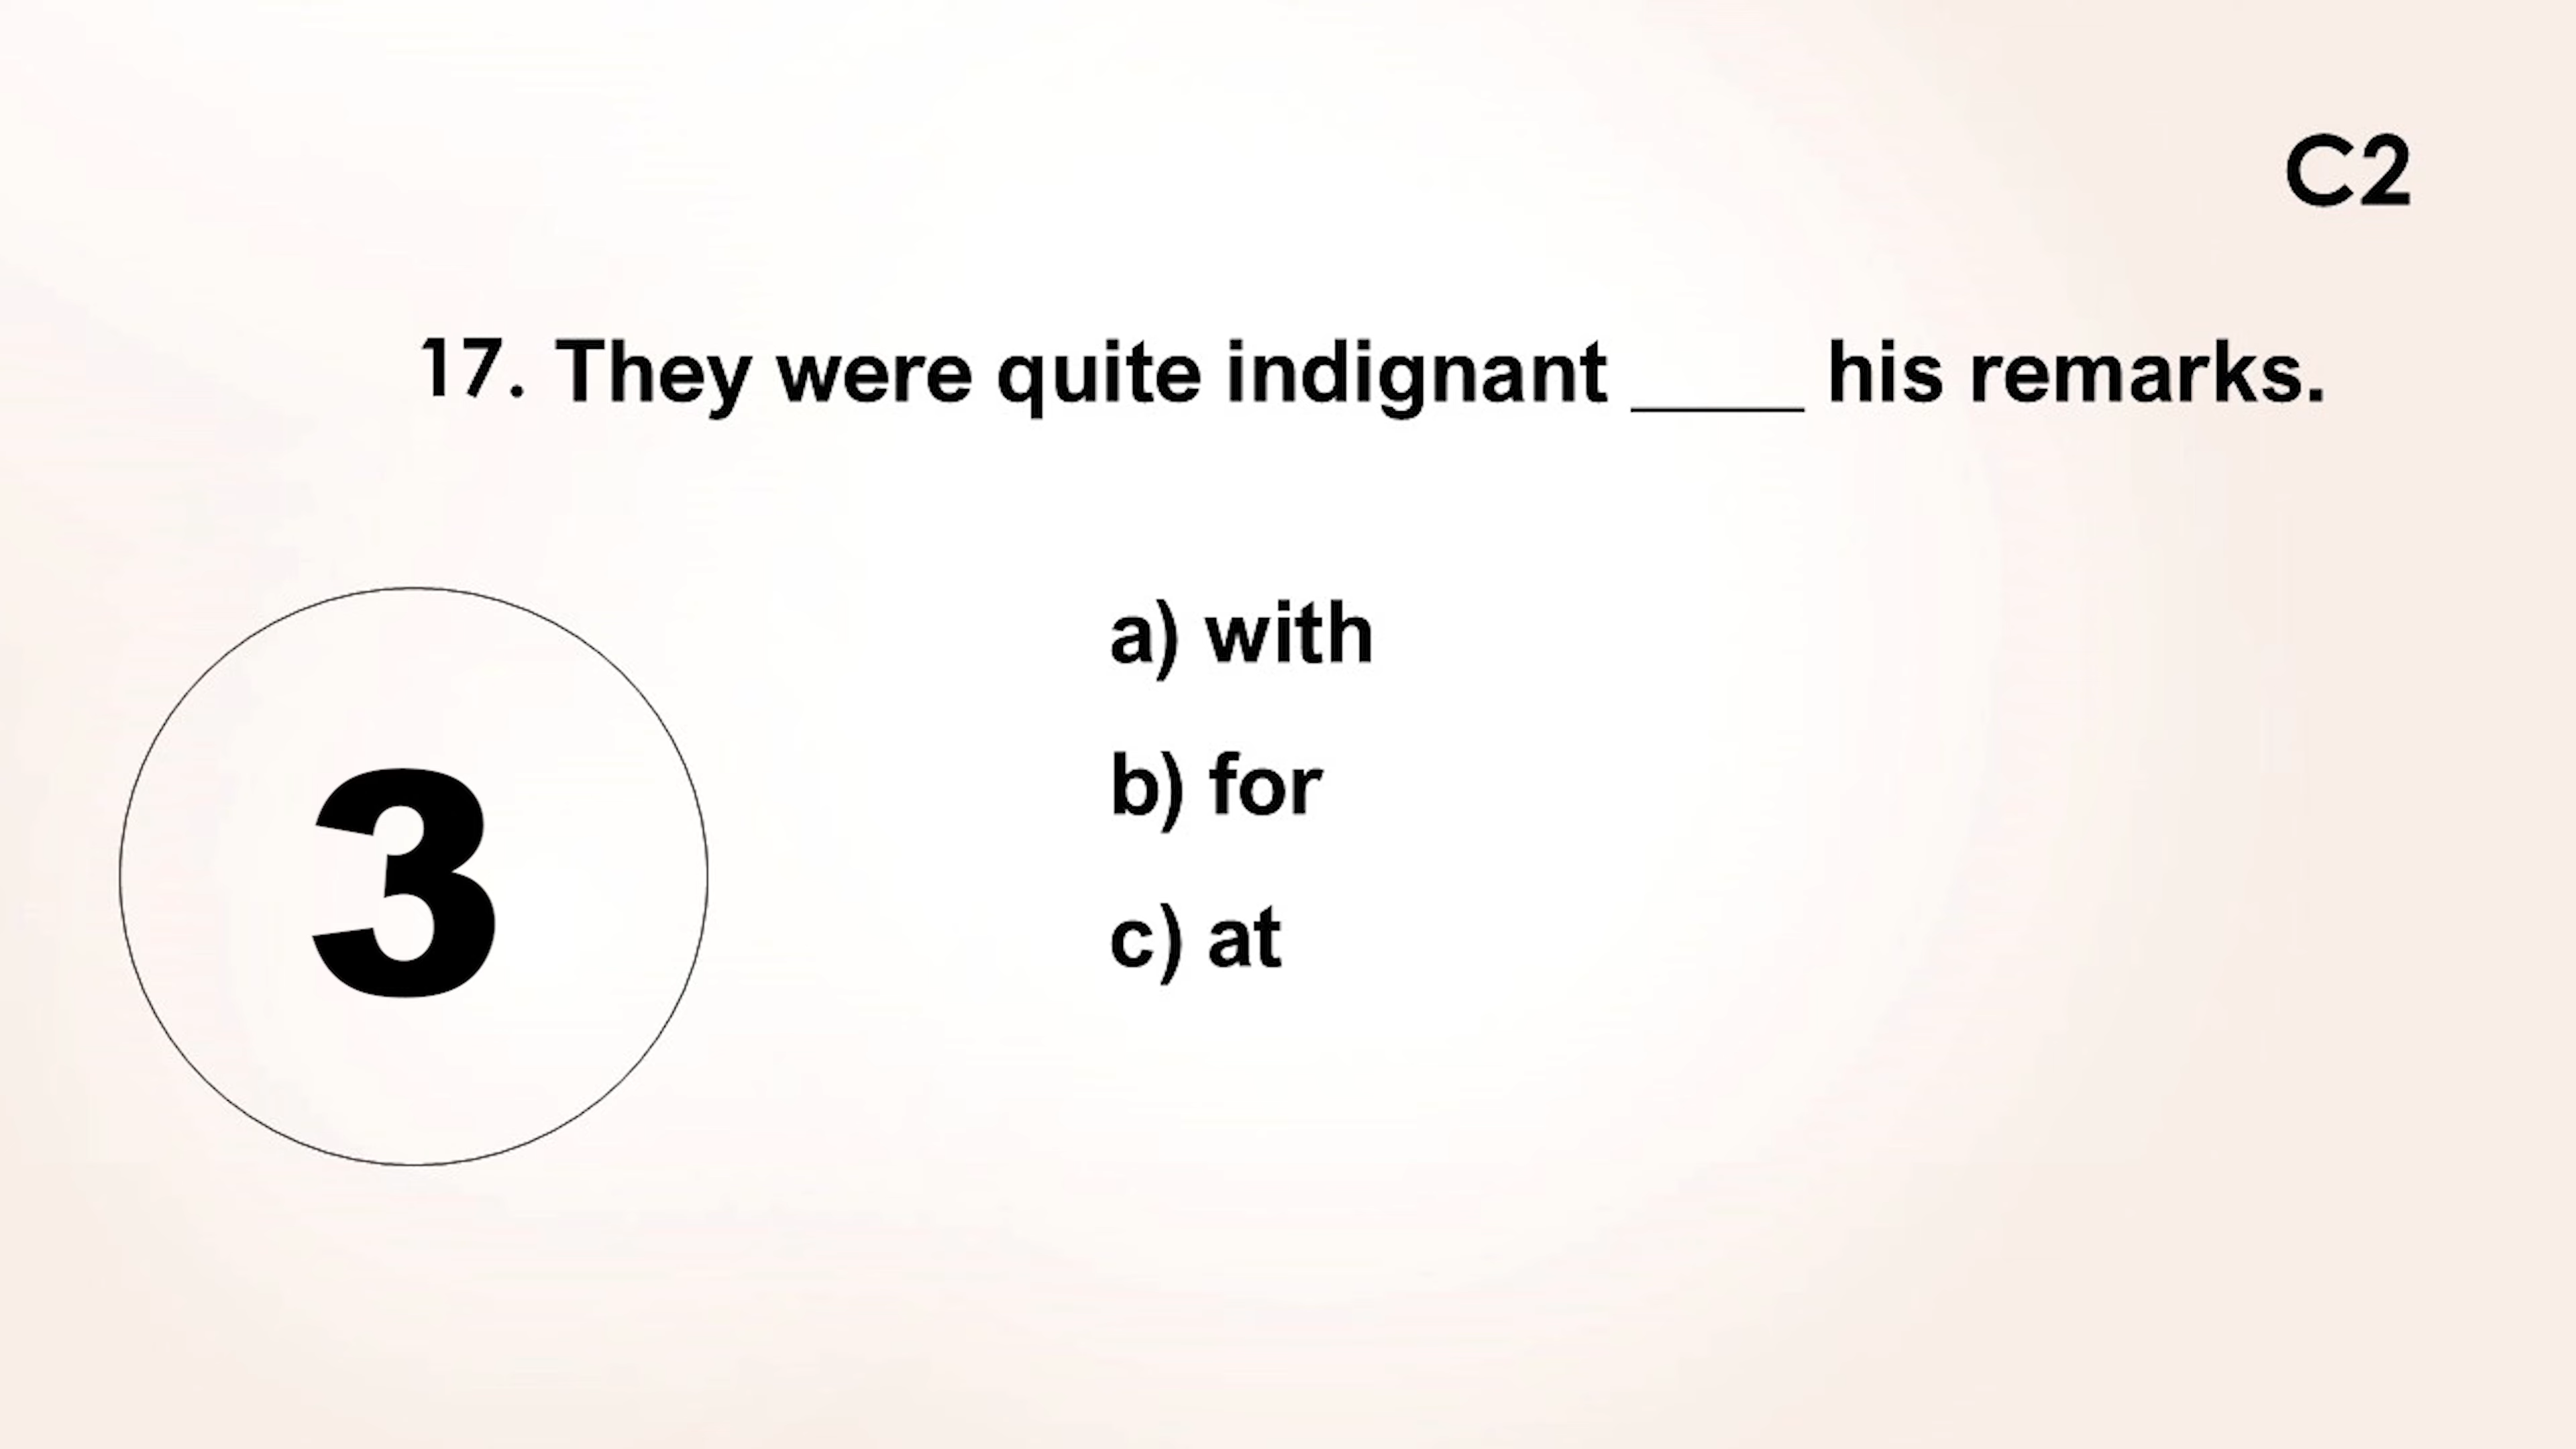 C2
17. They were quite indignant ____ his remarks.
a) with
b) for
3
c) at